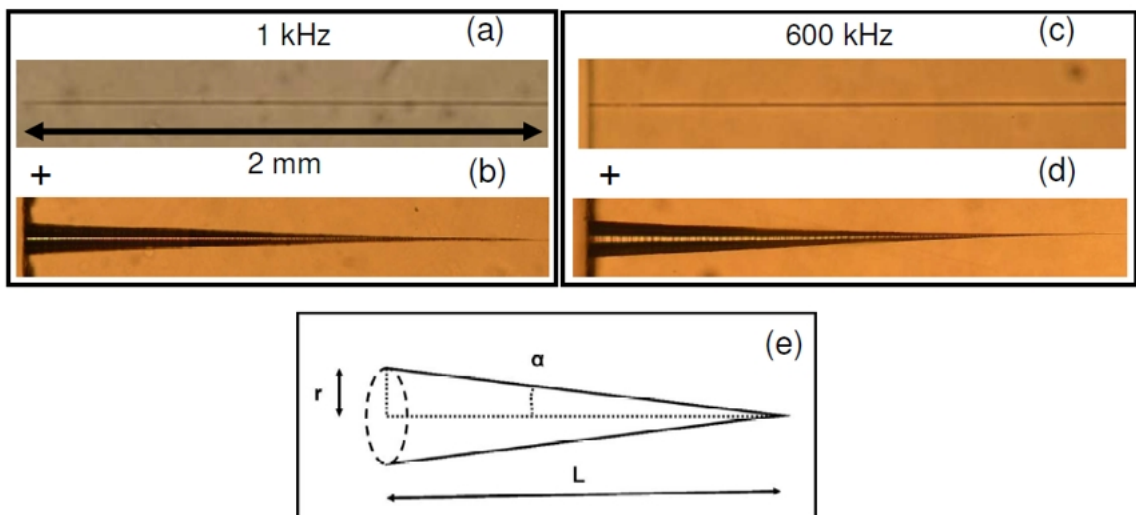 1 kHz
(a)
2 mm
+
(b)
600 kHz
(c)
+
(d)
(e)
α
r
L